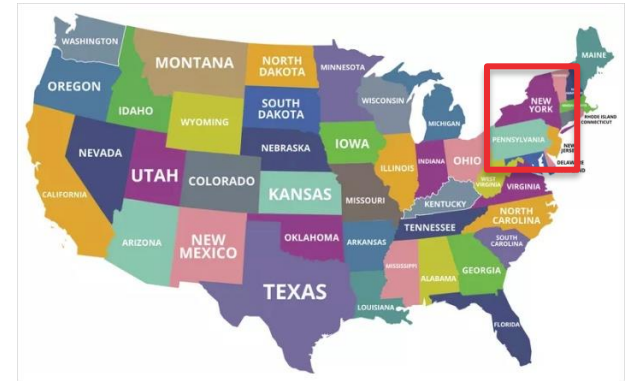 WASHINGTON
MAINE
MONTANA
NORTH
DAKOTA
MINNESOTA
OREGON
IDAHO
SOUTH
DAKOTA
WISCONSIN
MICHIGAN
NEW
YORK
RHODE ISLAND
CONNECTICUT
WYOMING
PENNSYLVANIA
NEVADA
NEBRASKA
IOWA
NEW
JERSEY
DELAWARE
UTAH
COLORADO
ILLINOIS
INDIANA
OHIO
WEST
VIRGINIA
VIRGINIA
CALIFORNIA
KANSAS
MISSOURI
KENTUCKY
NORTH
CAROLINA
ARIZONA
NEW
MEXICO
OKLAHOMA
ARKANSAS
TENNESSEE
SOUTH
CAROLINA
MISSISSIPPI
ALABAMA
GEORGIA
TEXAS
LOUISIANA
FLORIDA